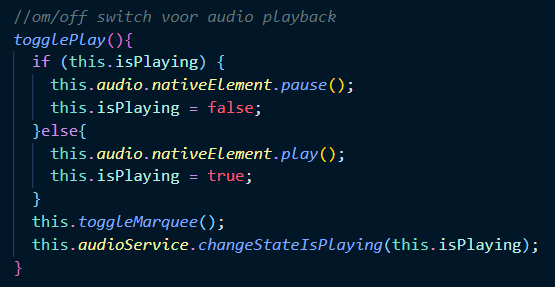 //om/off switch voor audio playback
togglePlay(){
  if (this.isPlaying) {
    this.audio.nativeElement.pause();
    this.isPlaying = false;
  }else{
    this.audio.nativeElement.play();
    this.isPlaying = true;
  }
  this.toggleMarquee();
  this.audioService.changeStateIsPlaying(this.isPlaying);
}